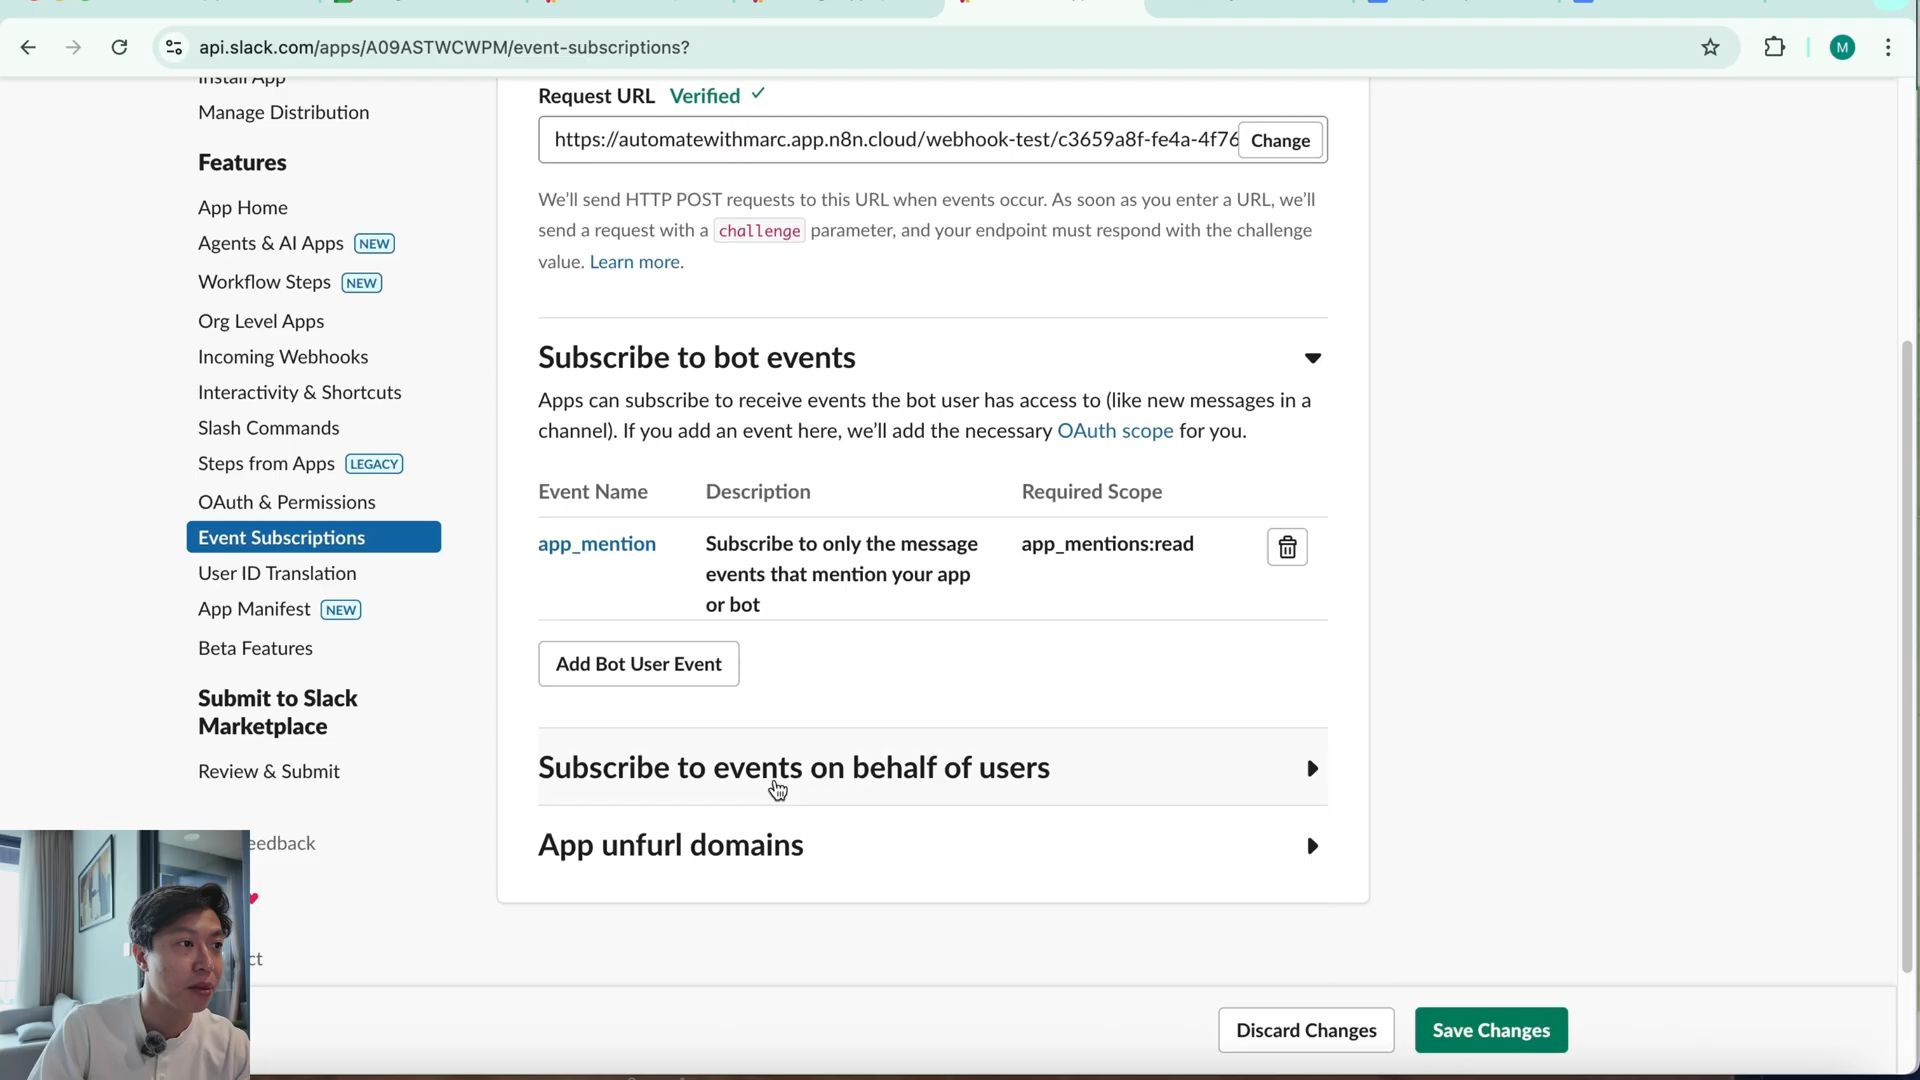 api.slack.com/apps/A09ASTWCWPM/event-subscriptions?
M
Install App
Manage Distribution
Features
App Home
Agents & AI Apps NEW
Workflow Steps NEW
Org Level Apps
Incoming Webhooks
Interactivity & Shortcuts
Slash Commands
Steps from Apps LEGACY
OAuth & Permissions
Event Subscriptions
User ID Translation
App Manifest NEW
Beta Features
Submit to Slack
Marketplace
Review & Submit
eedback
ct
Request URL Verified ✓
https://automatewithmarc.app.n8n.cloud/webhook-test/c3659a8f-fe4a-4f76
Change
We'll send HTTP POST requests to this URL when events occur. As soon as you enter a URL, we'll
send a request with a challenge parameter, and your endpoint must respond with the challenge
value. Learn more.
Subscribe to bot events
Apps can subscribe to receive events the bot user has access to (like new messages in a
channel). If you add an event here, we'll add the necessary OAuth scope for you.
Event Name Description Required Scope
app_mention Subscribe to only the message app_mentions:read
events that mention your app
or bot
Add Bot User Event
Subscribe to events on behalf of users
App unfurl domains
Discard Changes Save Changes